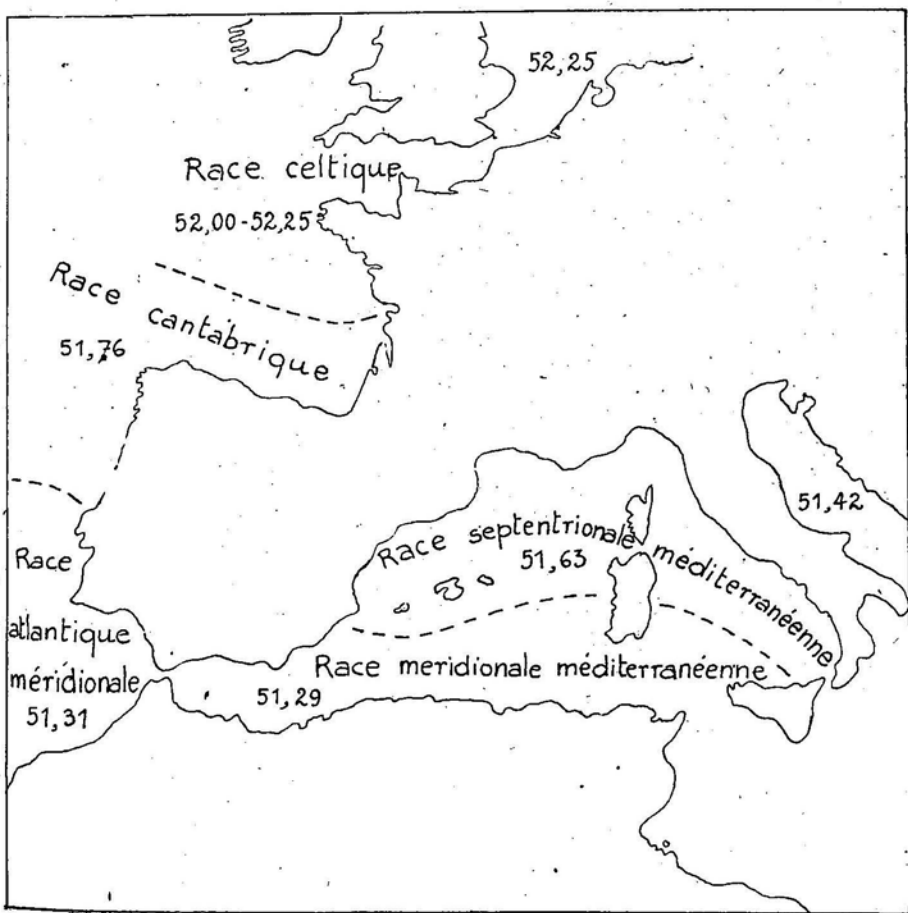 52,25
Race celtique
52,00-52,25
Race
cantabrique
51,76
51,42
Race septentrionale méditerranéenne
51,63
Race
atlantique
méridionale
51,31
Race meridionale méditerranéenne
51,29